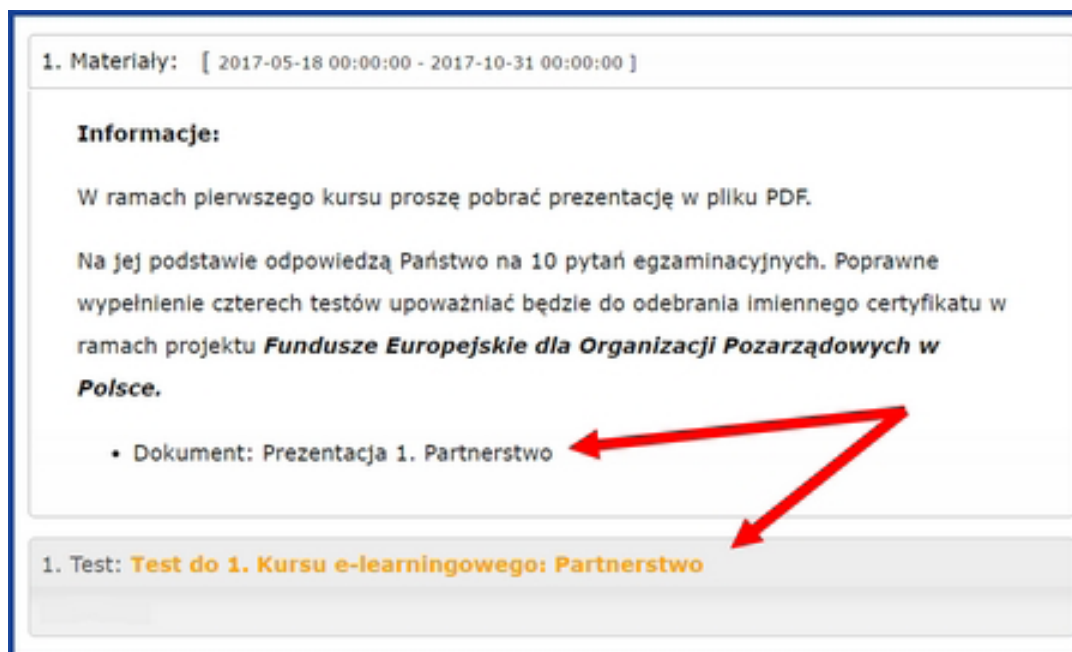 1. Materiały: [ 2017-05-18 00:00:00 - 2017-10-31 00:00:00 ]
Informacje:
W ramach pierwszego kursu proszę pobrać prezentację w pliku PDF.
Na jej podstawie odpowiedzą Państwo na 10 pytań egzaminacyjnych. Poprawne
wypełnienie czterech testów upoważniać będzie do odebrania imiennego certyfikatu w
ramach projektu Fundusze Europejskie dla Organizacji Pozarządowych w
Polsce.
• Dokument: Prezentacja 1. Partnerstwo
1. Test: Test do 1. Kursu e-learningowego: Partnerstwo